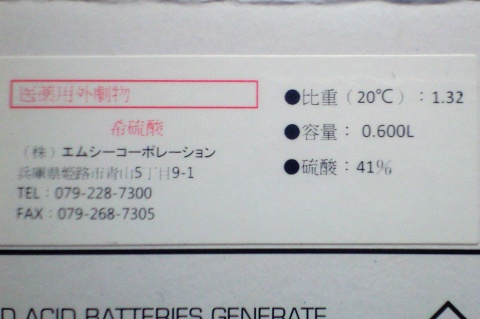 医薬用外劇物
希硫酸
（株）エムシーコーポレーション
兵庫県姫路市青山5丁目9-1
TEL：079-228-7300
FAX：079-268-7305
●比重（20℃）：1.32
●容量： 0.600L
●硫酸：41%
ACID BATTERIES GENERATE